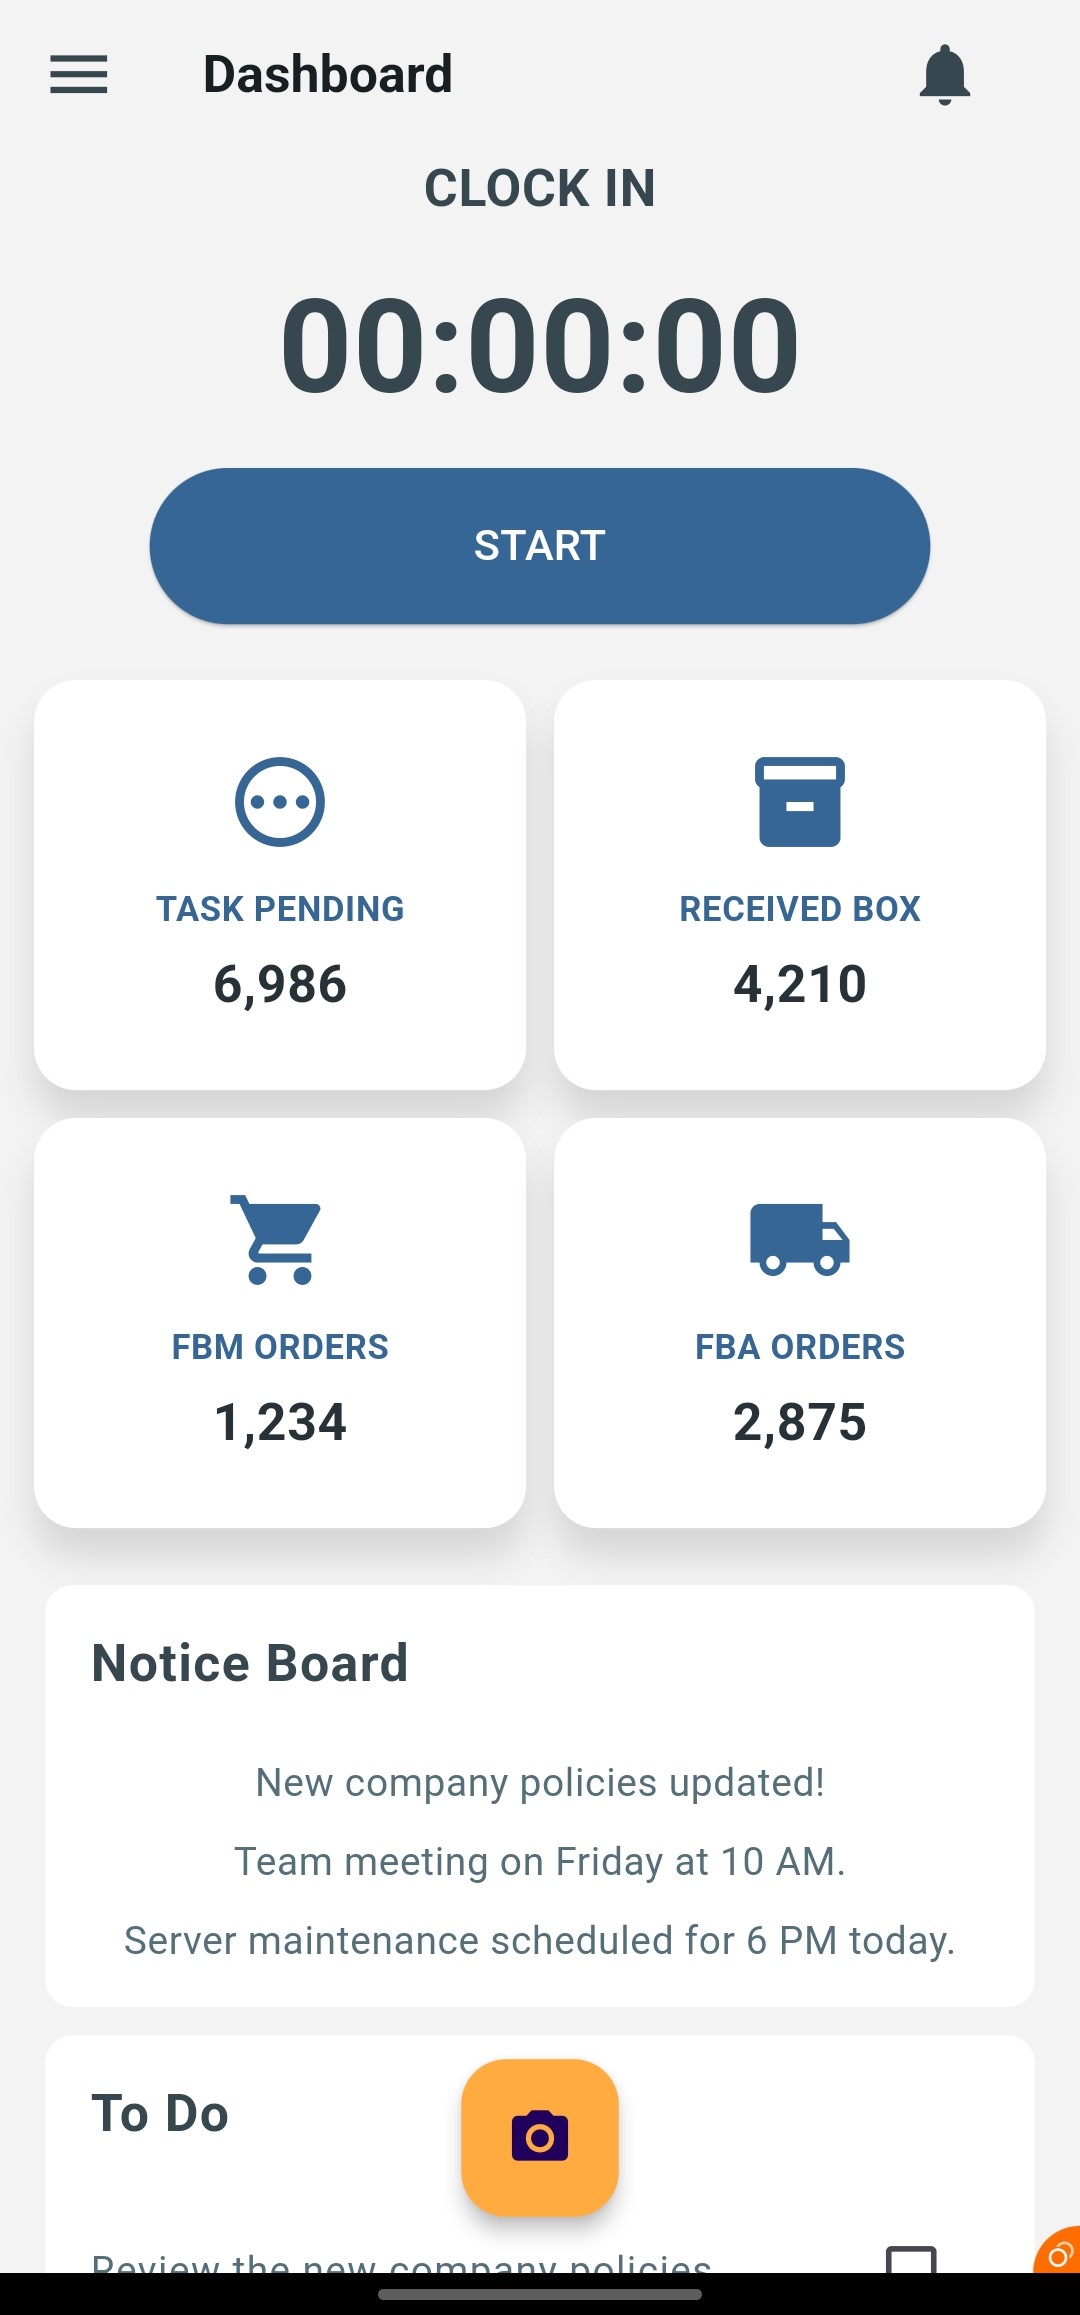 Dashboard
CLOCK IN
00:00:00
START
TASK PENDING
6,986
RECEIVED BOX
4,210
FBM ORDERS
1,234
FBA ORDERS
2,875
Notice Board
New company policies updated!
Team meeting on Friday at 10 AM.
Server maintenance scheduled for 6 PM today.
To Do
Review the new company policies